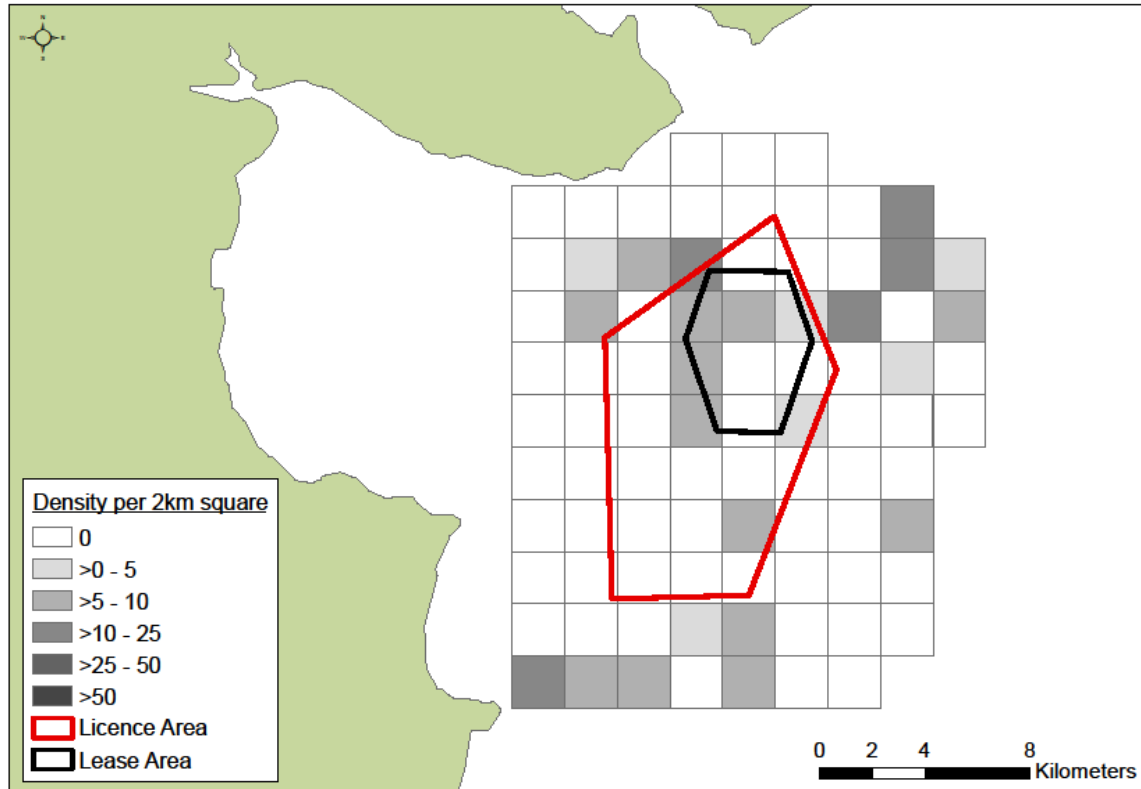 N
W E
S
Density per 2km square
0
>0 - 5
>5 - 10
>10 - 25
>25 - 50
>50
Licence Area
Lease Area
0 2 4 8
Kilometers